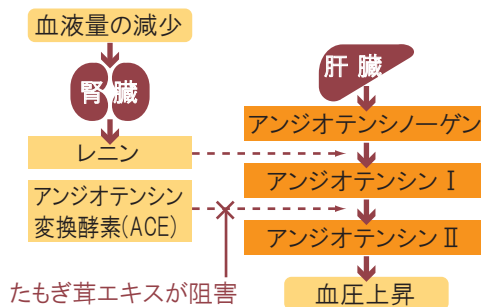 血液量の減少
腎臓
肝臓
アンジオテンシノーゲン
レニン
アンジオテンシンⅠ
アンジオテンシン
変換酵素(ACE)
アンジオテンシンⅡ
たもぎ茸エキスが阻害
血圧上昇